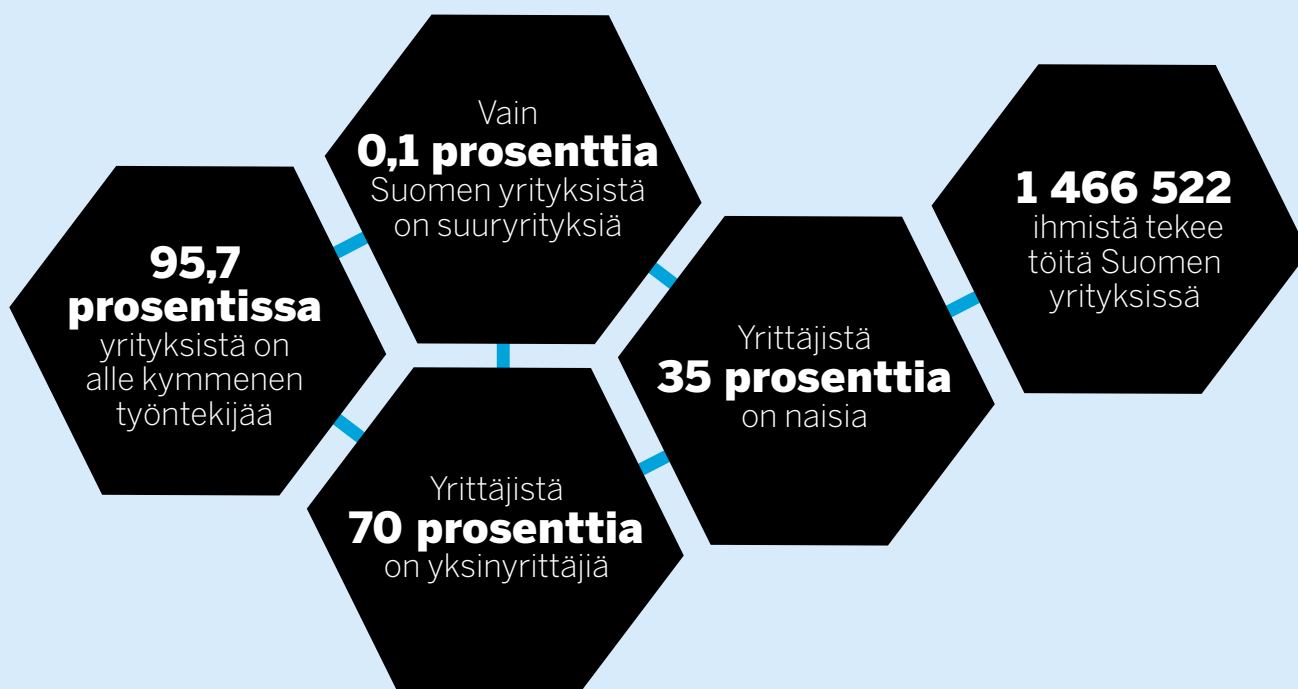 Vain
0,1 prosenttia
Suomen yrityksistä
on suuryrityksiä
1 466 522
ihmistä tekee
töitä Suomen
yrityksissä
95,7
prosentissa
yrityksistä on
alle kymmenen
työntekijää
Yrittäjistä
35 prosenttia
on naisia
Yrittäjistä
70 prosenttia
on yksinyrittäjiä